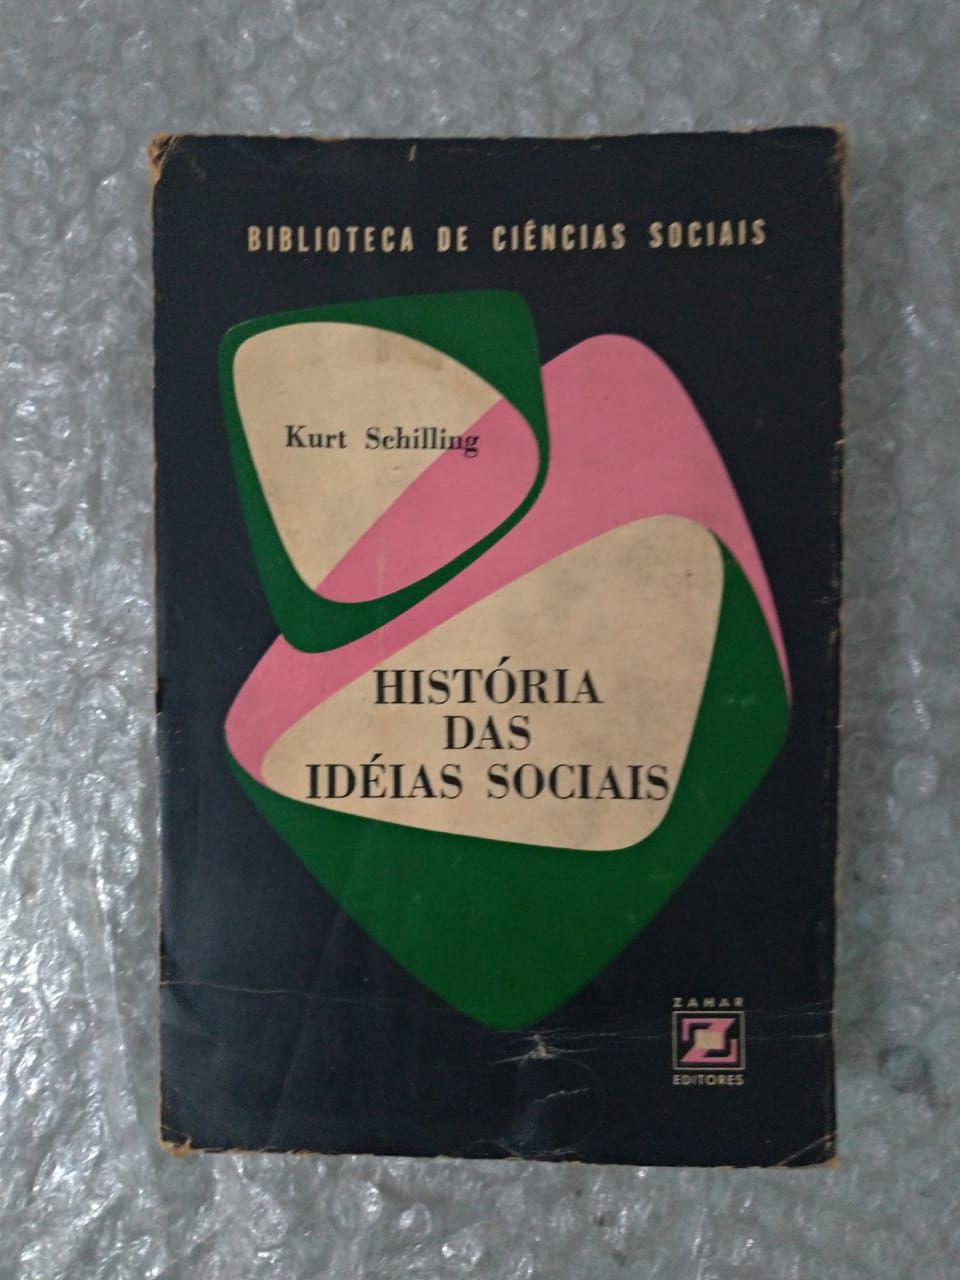 BIBLIOTECA DE CIÊNCIAS SOCIAIS
Kurt Schilling
HISTÓRIA
DAS
IDÉIAS SOCIAIS
ZAHAR
EDITORES